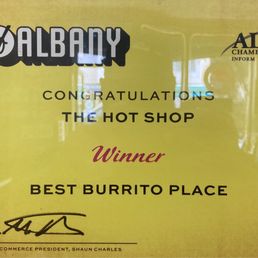 ALBANY
CONGRATULATIONS
THE HOT SHOP
Winner
BEST BURRITO PLACE
COMMERCE PRESIDENT, SHAUN CHARLES